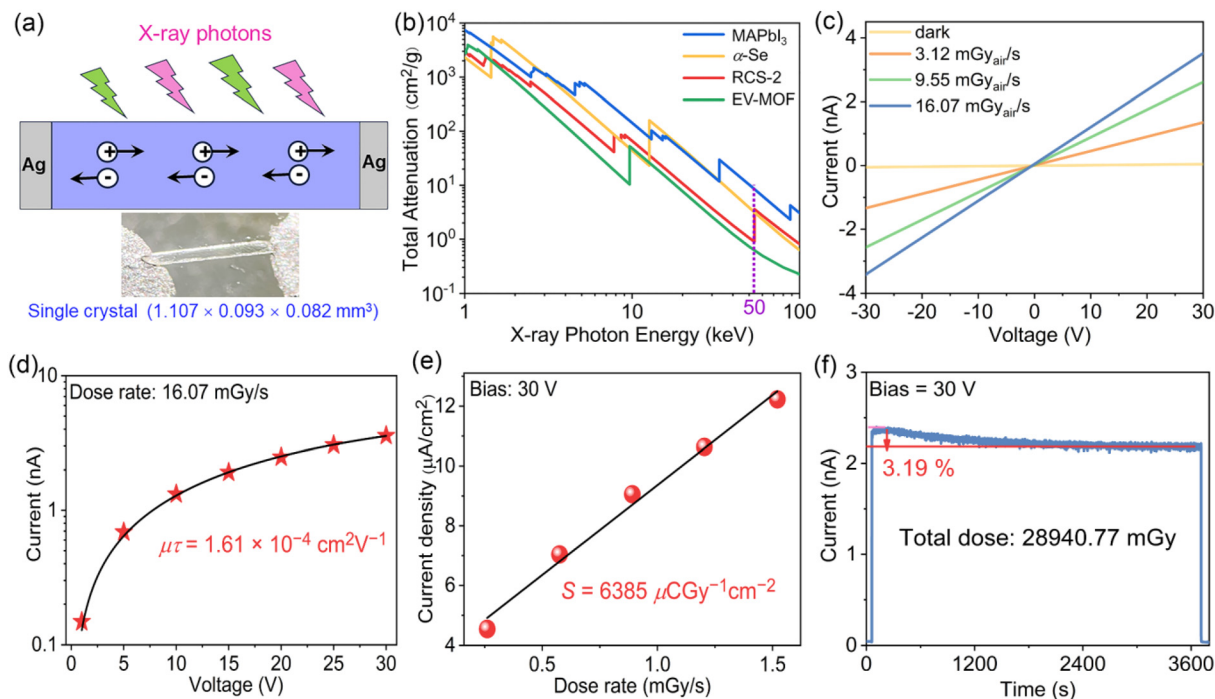 (a)
X-ray photons
Ag
Ag
+ + +
- - -
Single crystal (1.107 × 0.093 × 0.082 mm³)
(b)
Total Attenuation (cm²/g)
10⁴
10³
10²
10¹
10⁰
10⁻¹
MAPbI₃
α-Se
RCS-2
EV-MOF
1 10 50 100
X-ray Photon Energy (keV)
(c)
Current (nA)
4
2
0
-2
-4
dark
3.12 mGyair/s
9.55 mGyair/s
16.07 mGyair/s
-30 -20 -10 0 10 20 30
Voltage (V)
(d)
Dose rate: 16.07 mGy/s
Current (nA)
10
1
0.1
μτ = 1.61 × 10⁻⁴ cm²V⁻¹
0 5 10 15 20 25 30
Voltage (V)
(e)
Bias: 30 V
Current density (μA/cm²)
12
10
8
6
4
S = 6385 μCGy⁻¹cm⁻²
0.5 1.0 1.5
Dose rate (mGy/s)
(f)
Bias = 30 V
Current (nA)
3
2
1
0
3.19 %
Total dose: 28940.77 mGy
0 1200 2400 3600
Time (s)